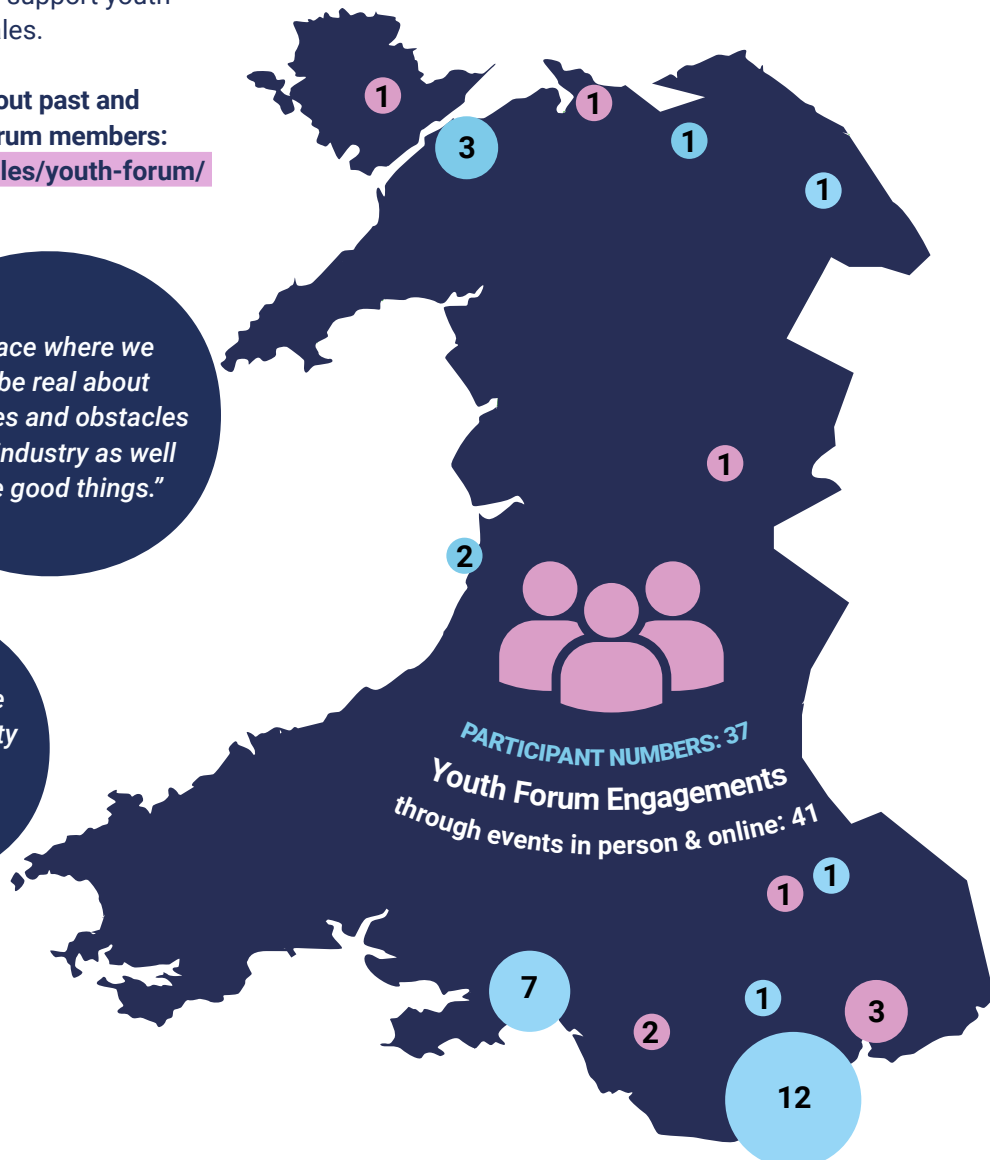 support youth
ales.
out past and
rum members:
les/youth-forum/
ace where we
be real about
es and obstacles
industry as well
e good things.”
e
ty
1
3
1
1
1
1
2
PARTICIPANT NUMBERS: 37
Youth Forum Engagements
through events in person & online: 41
1
1
7
2
1
3
12